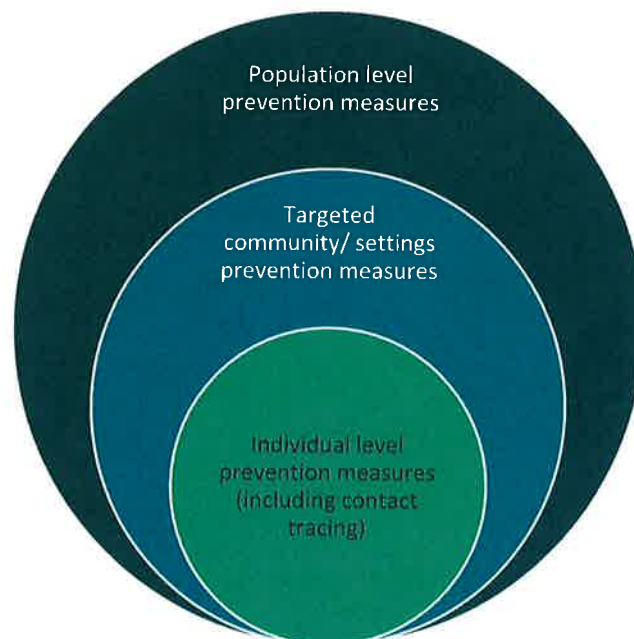 Population level
prevention measures
Targeted
community/ settings
prevention measures
Individual level
prevention measures
(including contact
tracing)